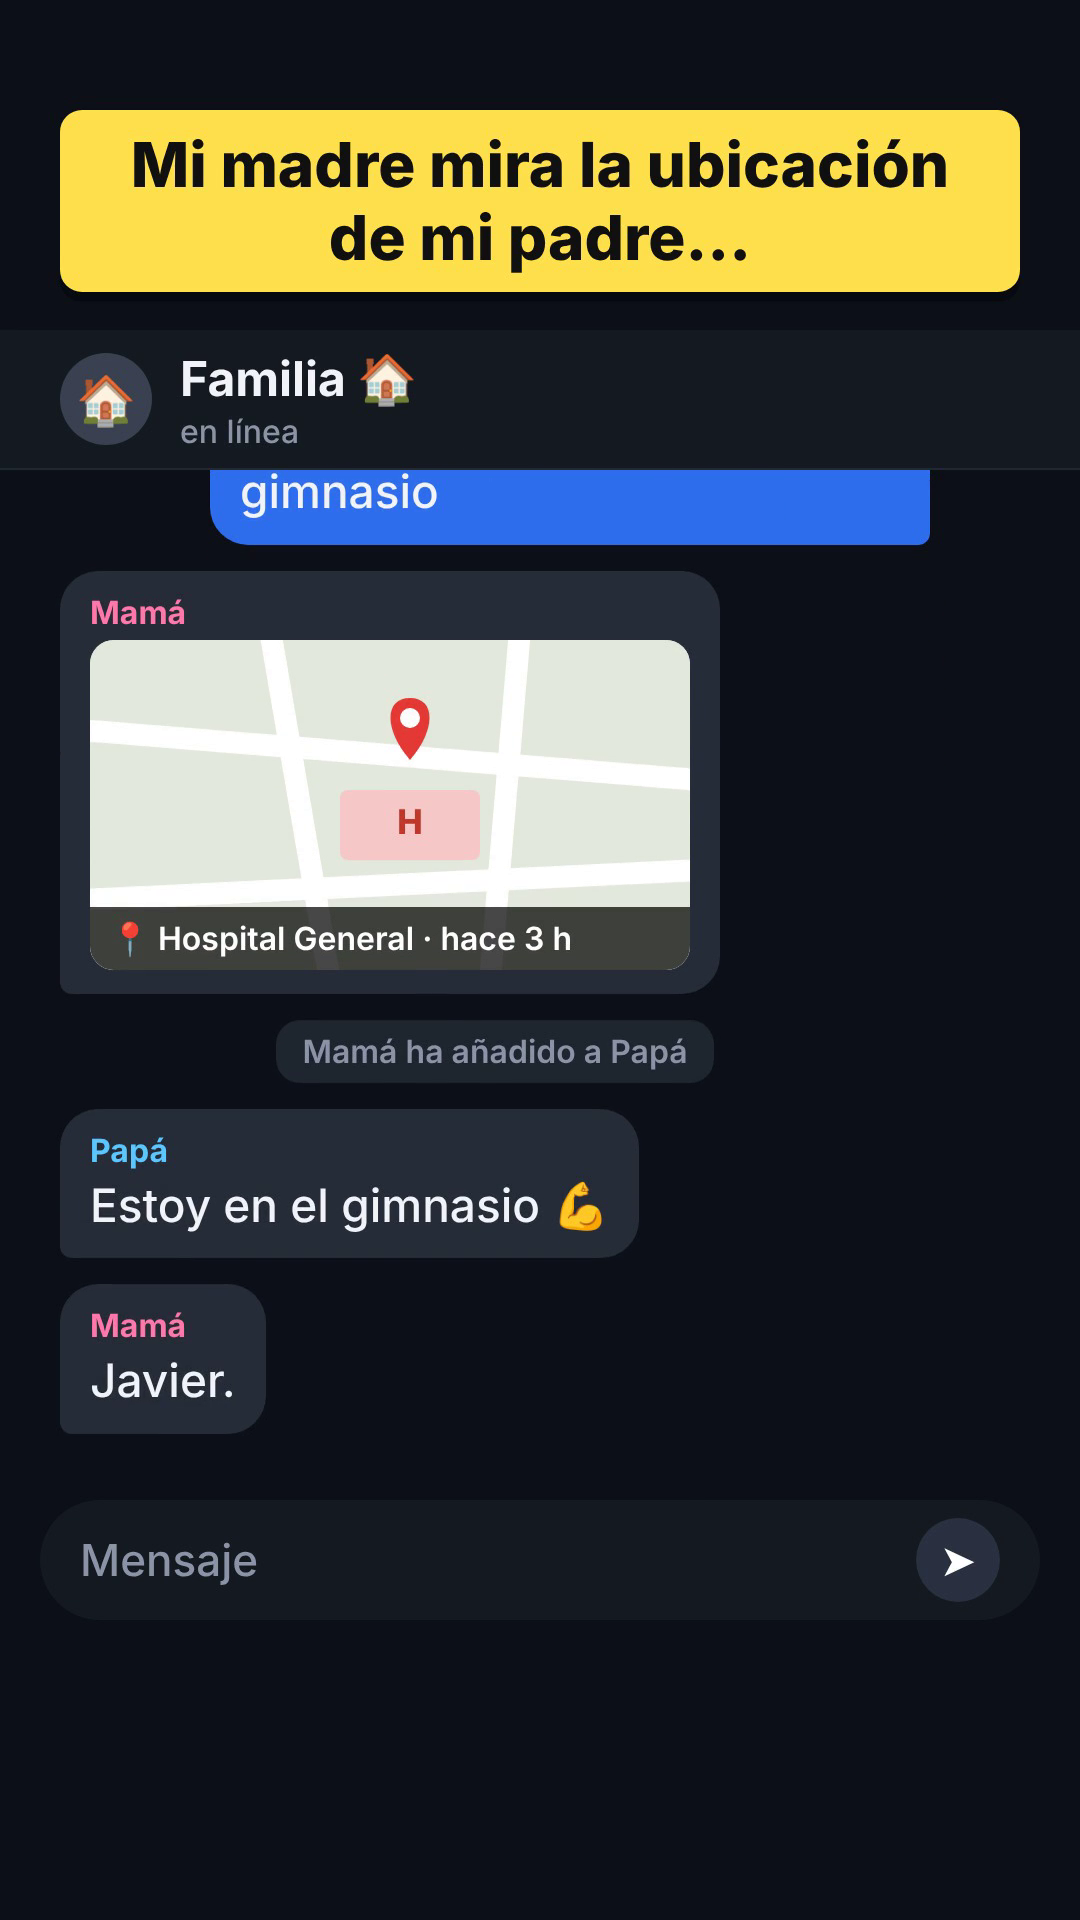 Mi madre mira la ubicación
de mi padre...
Familia 🏠
en línea
gimnasio
Mamá
H
📍 Hospital General · hace 3 h
Mamá ha añadido a Papá
Papá
Estoy en el gimnasio 💪
Mamá
Javier.
Mensaje